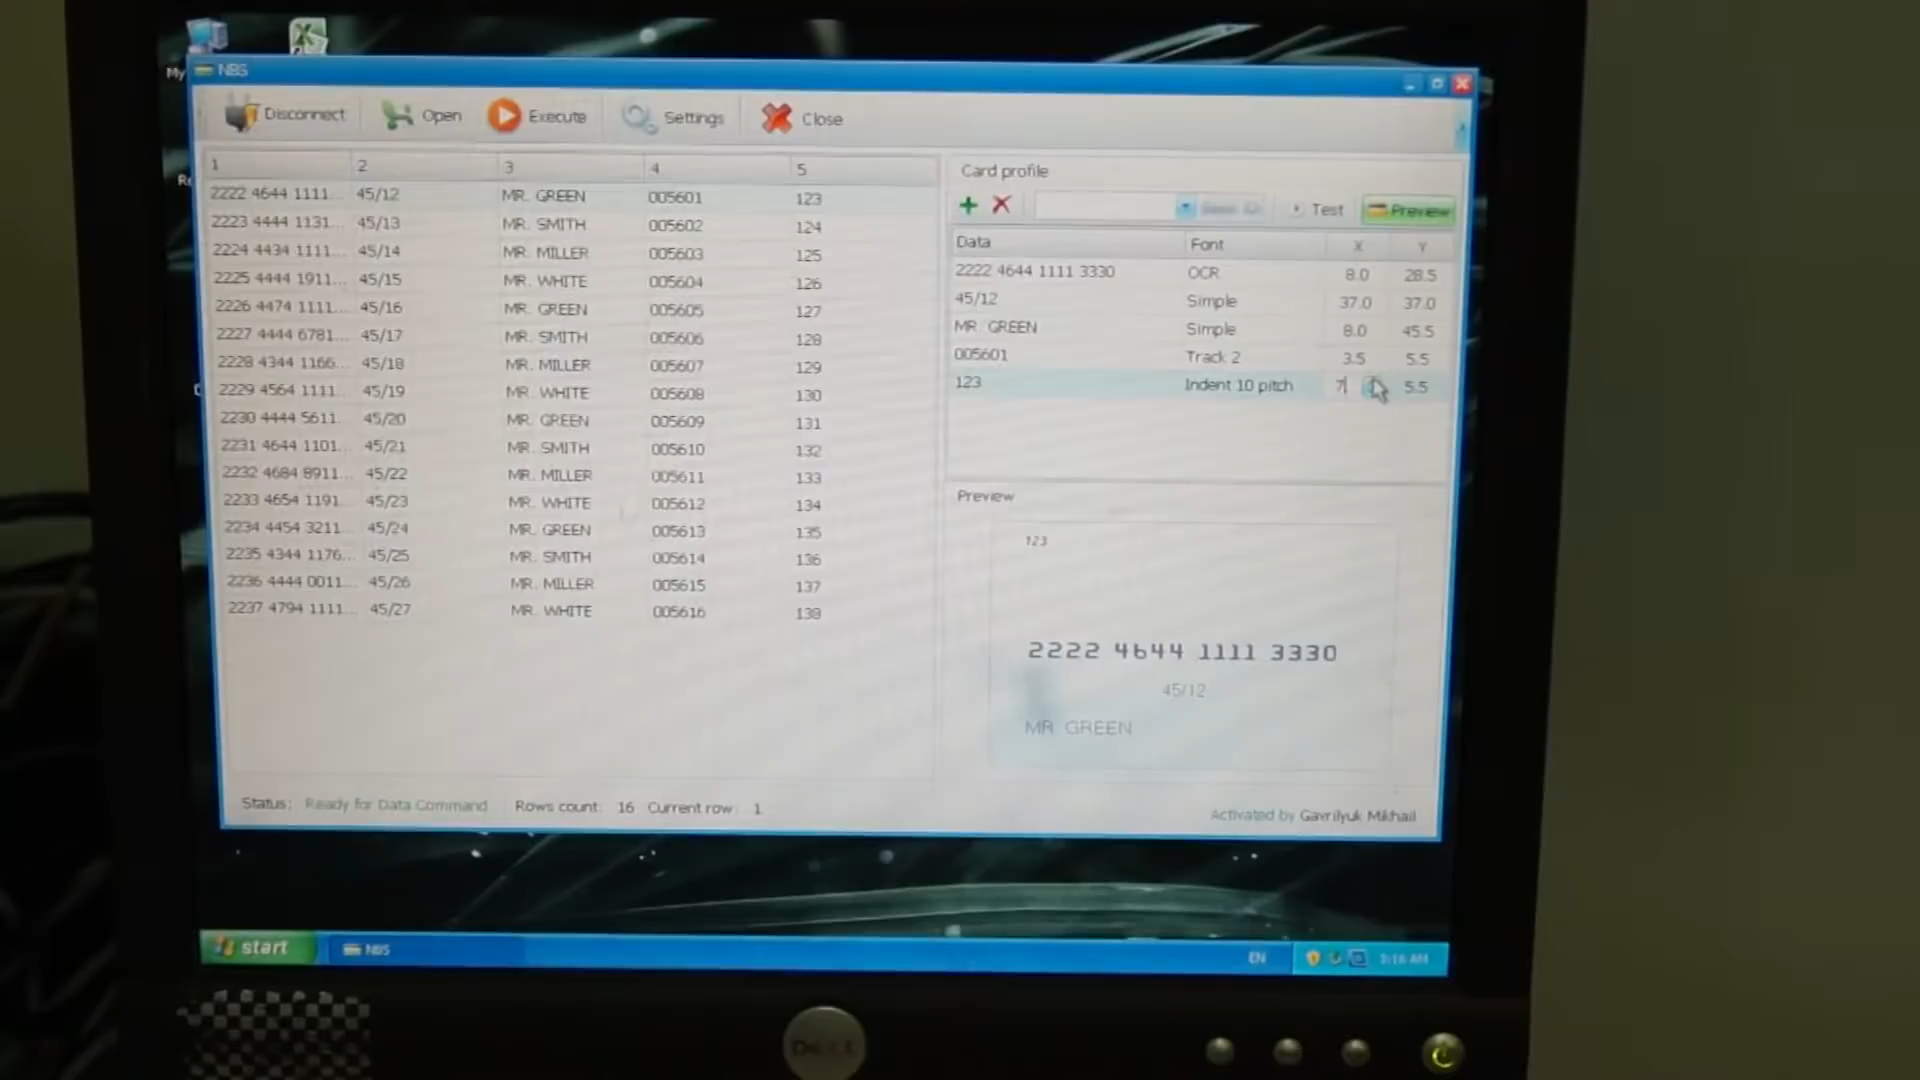 My
NBS
Disconnect Open Execute Settings Close
1 2 3 4 5
2222 4644 1111... 45/12 MR. GREEN 005601 123
2223 4444 1131... 45/13 MR. SMITH 005602 124
2224 4434 1111... 45/14 MR. MILLER 005603 125
2225 4444 1911... 45/15 MR. WHITE 005604 126
2226 4474 1111... 45/16 MR. GREEN 005605 127
2227 4444 6781... 45/17 MR. SMITH 005606 128
2228 4344 1166... 45/18 MR. MILLER 005607 129
2229 4564 1111... 45/19 MR. WHITE 005608 130
2230 4444 5611... 45/20 MR. GREEN 005609 131
2231 4644 1101... 45/21 MR. SMITH 005610 132
2232 4684 8911... 45/22 MR. MILLER 005611 133
2233 4654 1191... 45/23 MR. WHITE 005612 134
2234 4454 3211... 45/24 MR. GREEN 005613 135
2235 4344 1176... 45/25 MR. SMITH 005614 136
2236 4444 0011... 45/26 MR. MILLER 005615 137
2237 4794 1111... 45/27 MR. WHITE 005616 138
Card profile
Test Preview
Data Font X Y
2222 4644 1111 3330 OCR 8.0 28.5
45/12 Simple 37.0 37.0
MR. GREEN Simple 8.0 45.5
005601 Track 2 3.5 5.5
123 Indent 10 pitch 7 5.5
Preview
123
2222 4644 1111 3330
45/12
MR. GREEN
Status: Ready for Data Command Rows count: 16 Current row: 1
Activated by Gavrilyuk Mikhail
start NBS EN 3:16 AM
DELL